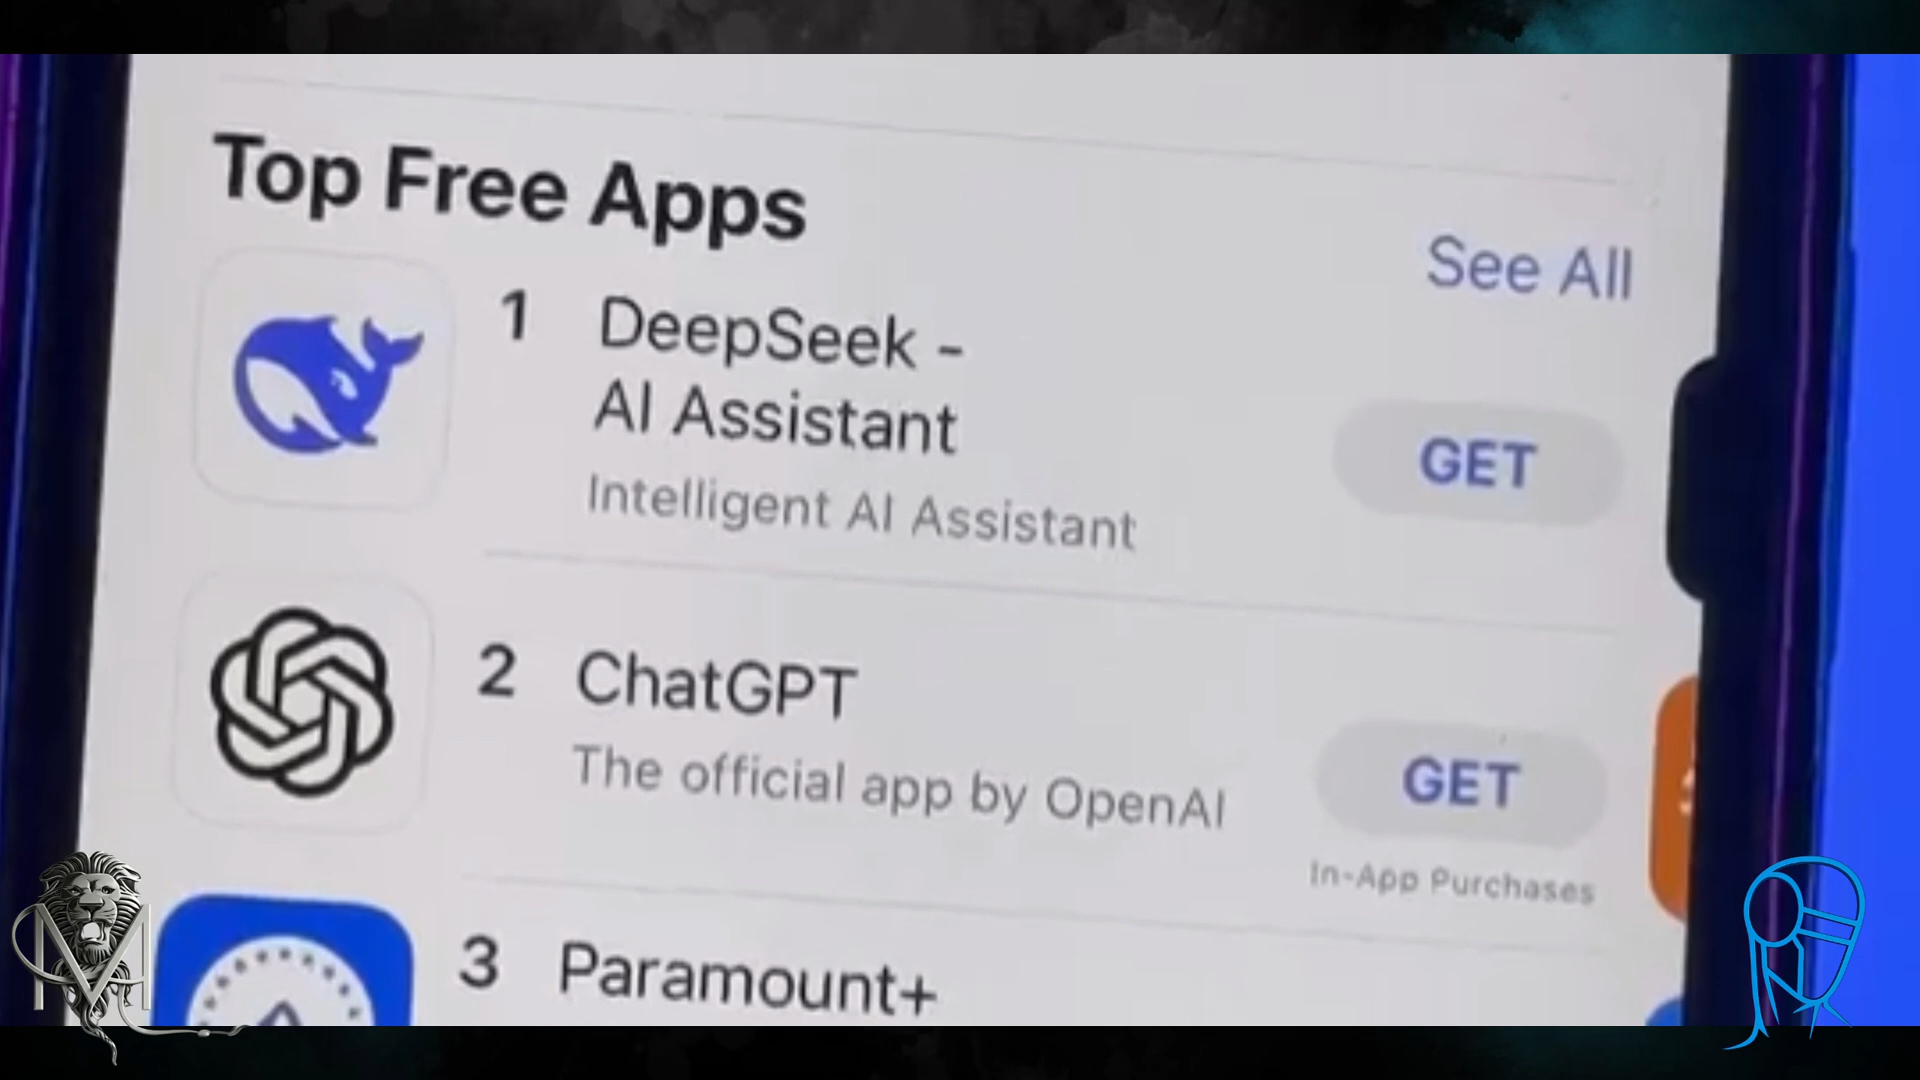 Top Free Apps
See All
1 DeepSeek -
AI Assistant
Intelligent AI Assistant
GET
2 ChatGPT
The official app by OpenAI
GET
In-App Purchases
3 Paramount+